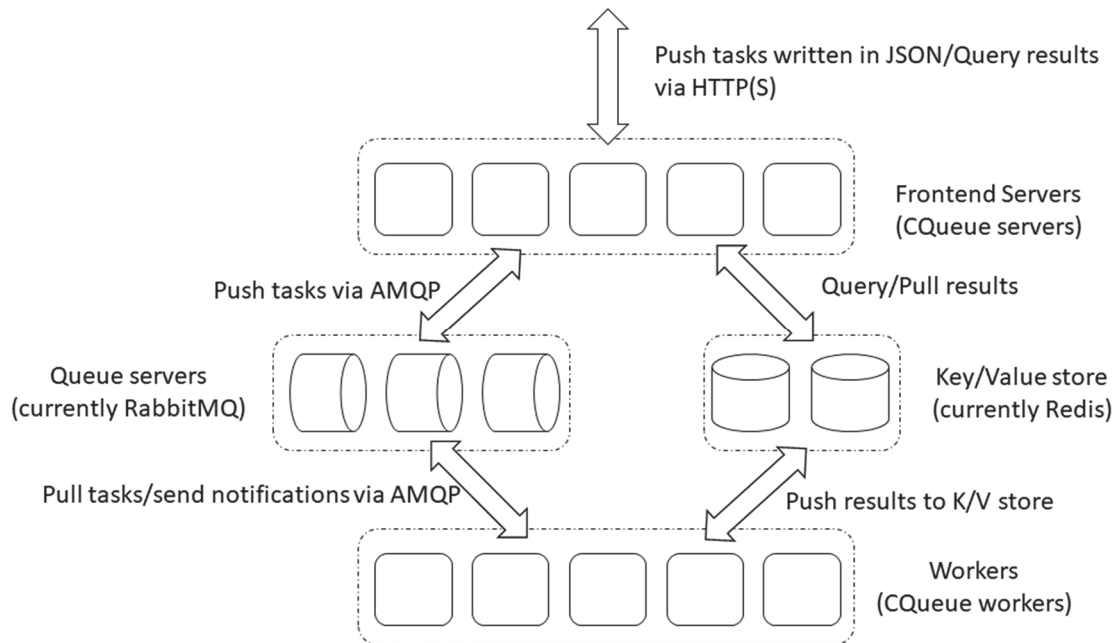 Push tasks written in JSON/Query results
via HTTP(S)
Frontend Servers
(CQueue servers)
Push tasks via AMQP
Query/Pull results
Queue servers
(currently RabbitMQ)
Key/Value store
(currently Redis)
Pull tasks/send notifications via AMQP
Push results to K/V store
Workers
(CQueue workers)